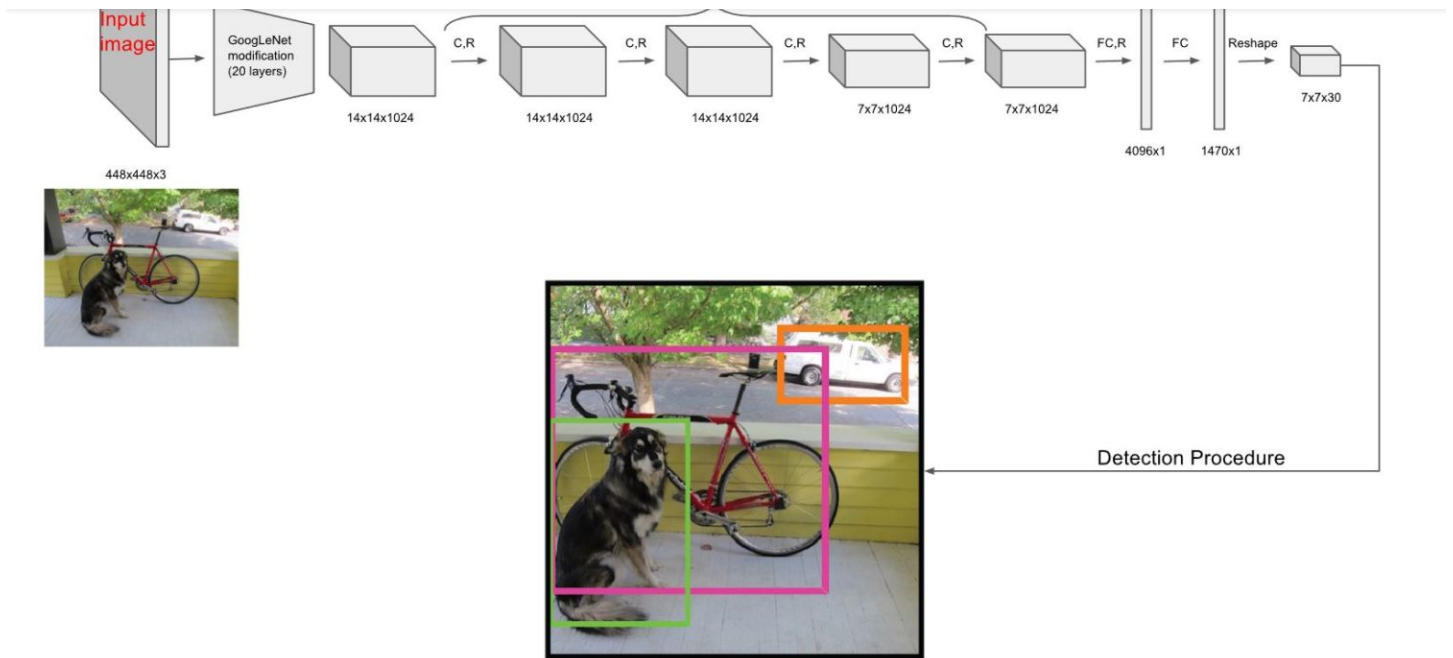 Input
image
GoogLeNet
modification
(20 layers)
C,R
C,R
C,R
C,R
FC,R
FC
Reshape
14x14x1024
14x14x1024
14x14x1024
7x7x1024
7x7x1024
7x7x30
4096x1
1470x1
448x448x3
Detection Procedure